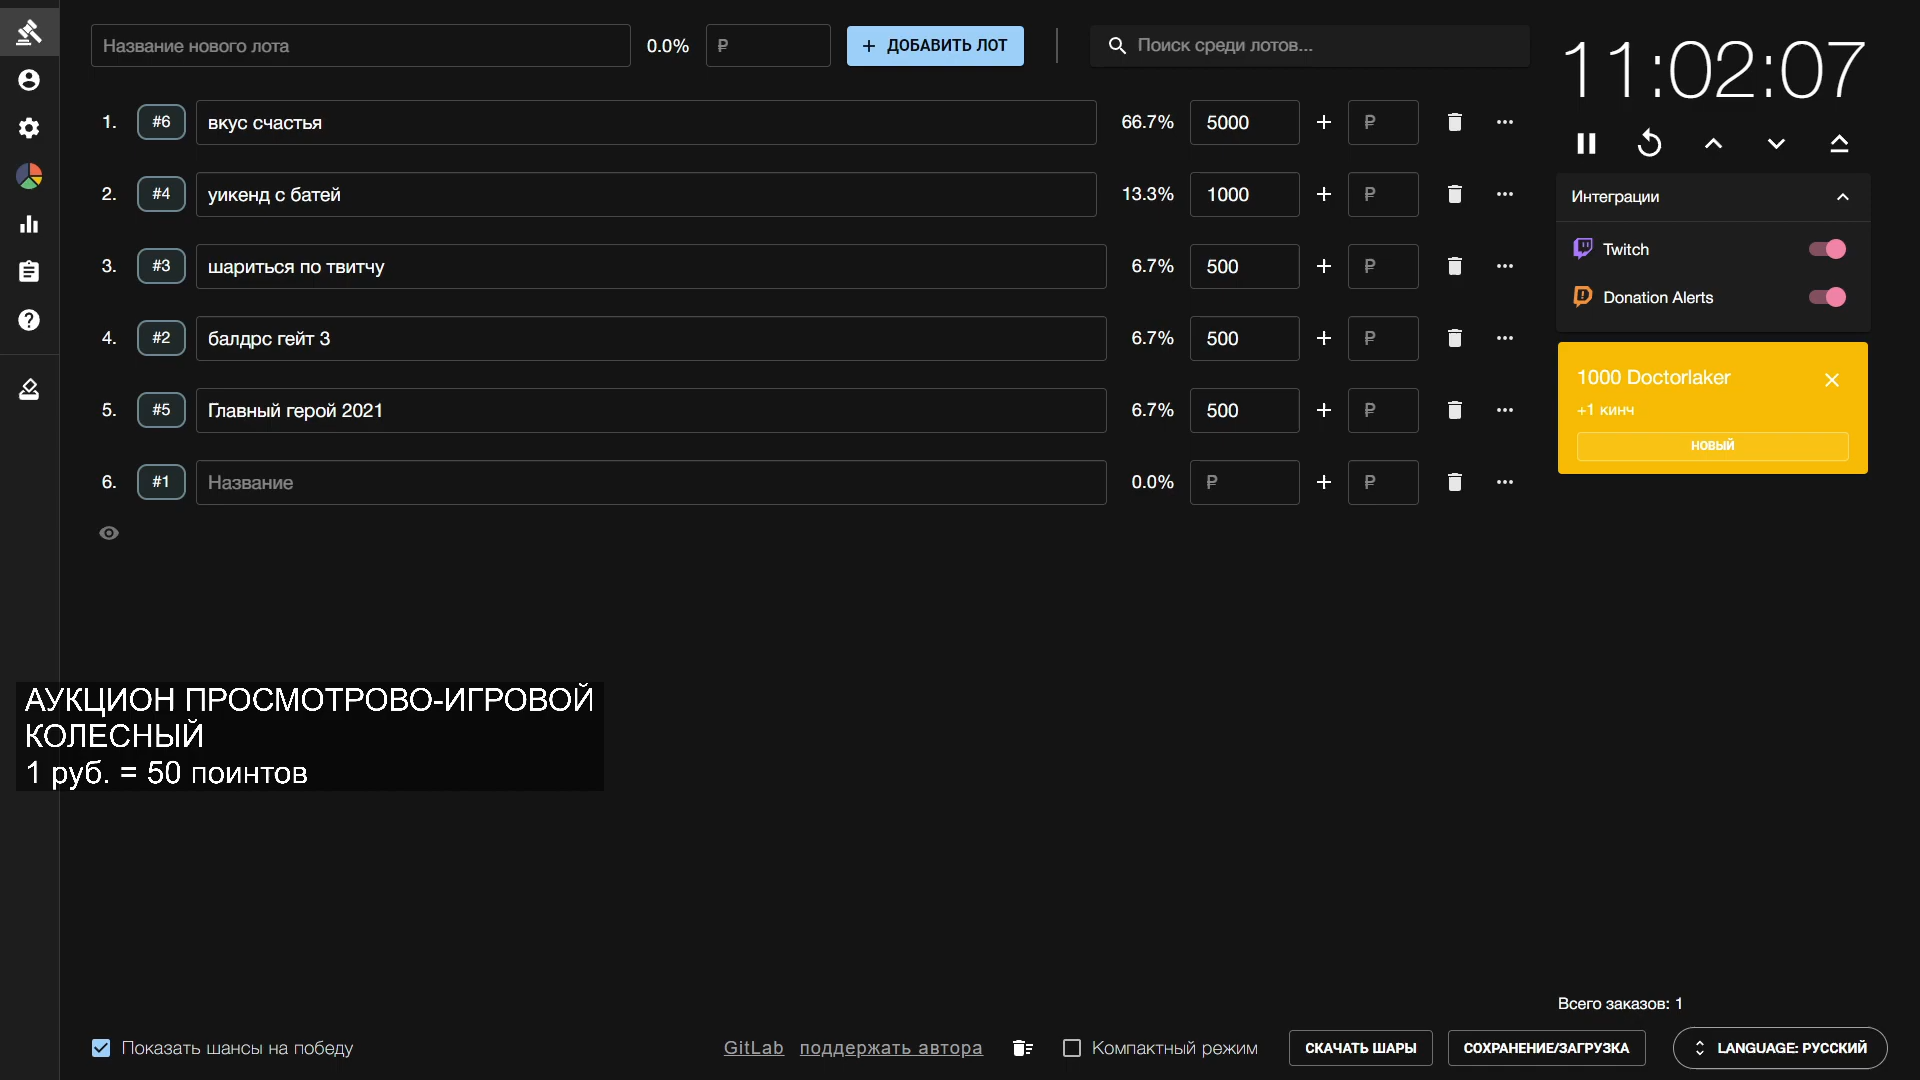 Название нового лота 0.0% ₽ + ДОБАВИТЬ ЛОТ Поиск среди лотов...
11:02:07
1. #6 вкус счастья 66.7% 5000 + ₽
2. #4 уикенд с батей 13.3% 1000 + ₽
3. #3 шариться по твитчу 6.7% 500 + ₽
4. #2 балдрс гейт 3 6.7% 500 + ₽
5. #5 Главный герой 2021 6.7% 500 + ₽
6. #1 Название 0.0% ₽ + ₽
Интеграции
Twitch
Donation Alerts
1000 Doctorlaker
+1 кинч
НОВЫЙ
АУКЦИОН ПРОСМОТРОВО-ИГРОВОЙ
КОЛЕСНЫЙ
1 руб. = 50 поинтов
Всего заказов: 1
Показать шансы на победу GitLab поддержать автора Компактный режим СКАЧАТЬ ШАРЫ СОХРАНЕНИЕ/ЗАГРУЗКА LANGUAGE: РУССКИЙ